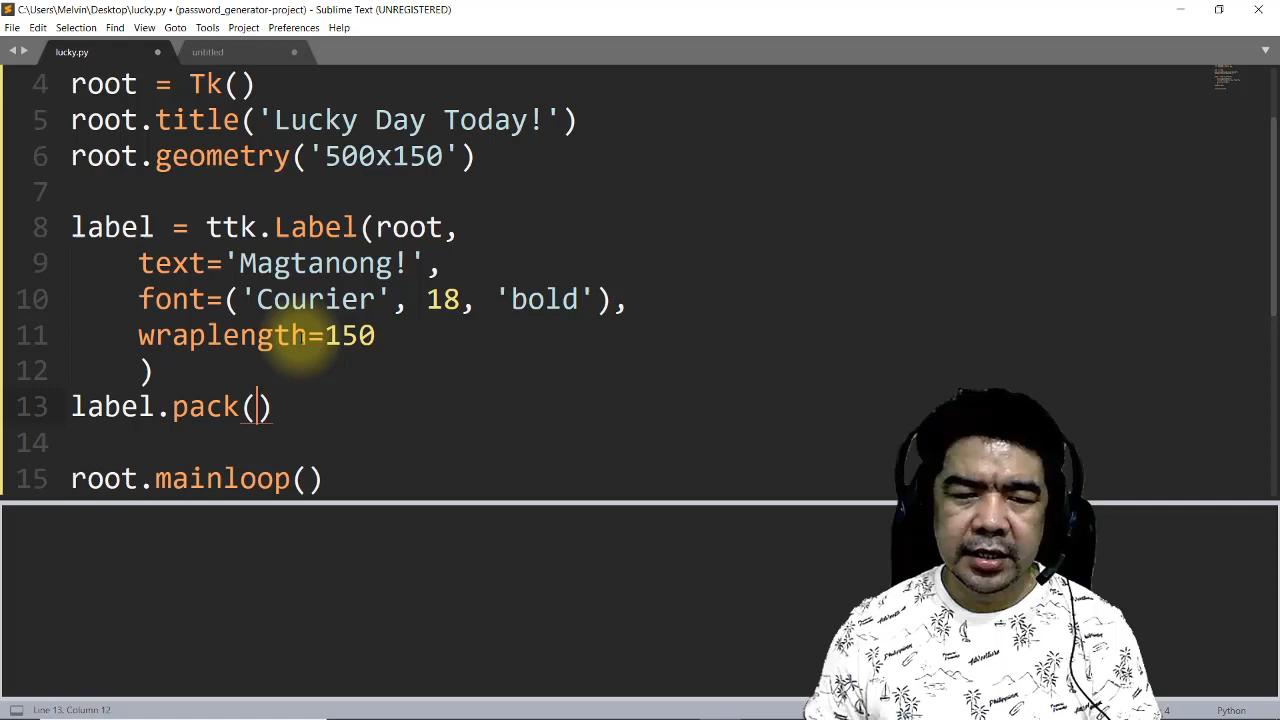 C:\Users\Melvin\Desktop\lucky.py • (password_generator-project) - Sublime Text (UNREGISTERED)
File Edit Selection Find View Goto Tools Project Preferences Help
lucky.py untitled
4 root = Tk()
5 root.title('Lucky Day Today!')
6 root.geometry('500x150')
7
8 label = ttk.Label(root,
9 text='Magtanong!',
10 font=('Courier', 18, 'bold'),
11 wraplength=150
12 )
13 label.pack()
14
15 root.mainloop()
Line 13, Column 12 4 Python